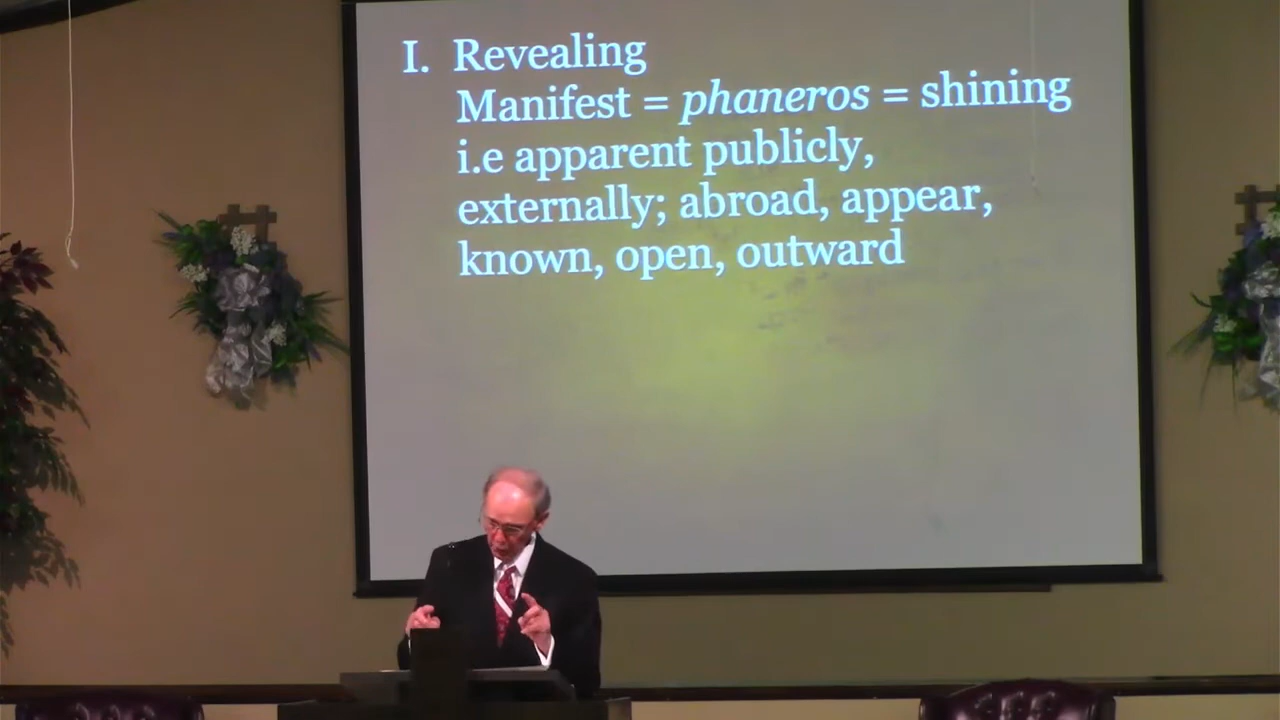 I. Revealing
Manifest = phaneros = shining
i.e apparent publicly,
externally; abroad, appear,
known, open, outward